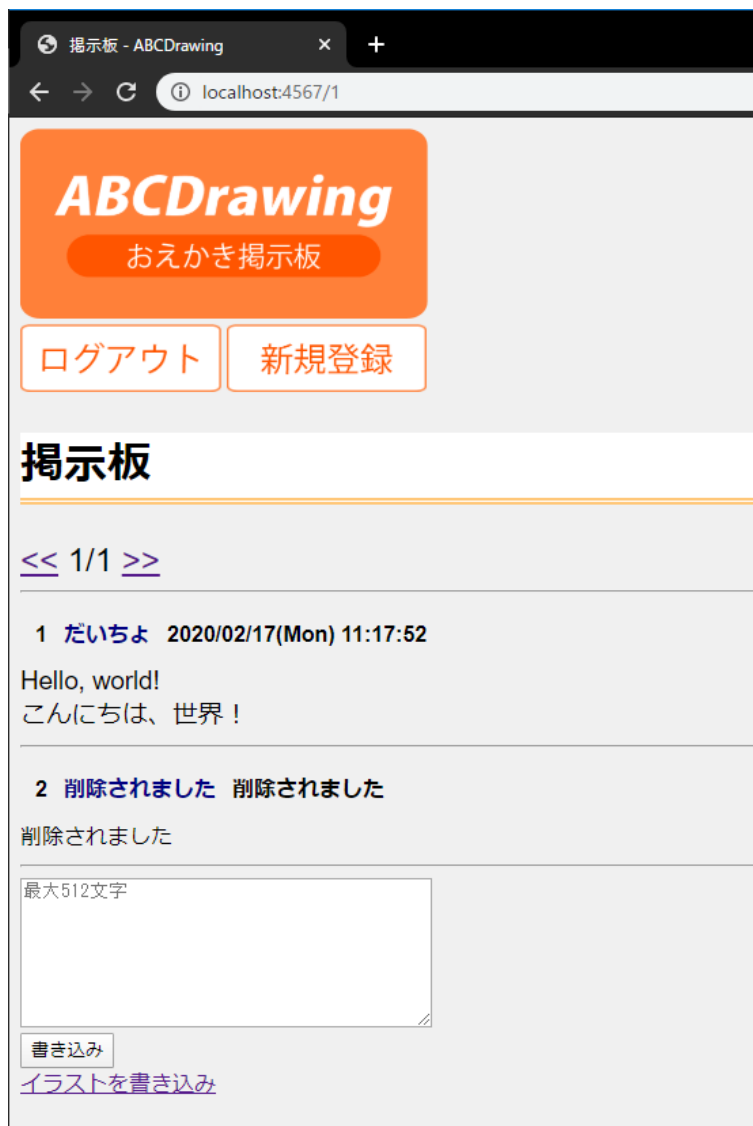 掲示板 - ABCDrawing
localhost:4567/1
ABCDrawing
おえかき掲示板
ログアウト 新規登録
掲示板
<< 1/1 >>
1 だいちょ 2020/02/17(Mon) 11:17:52
Hello, world!
こんにちは、世界！
2 削除されました 削除されました
削除されました
最大512文字
書き込み
イラストを書き込み